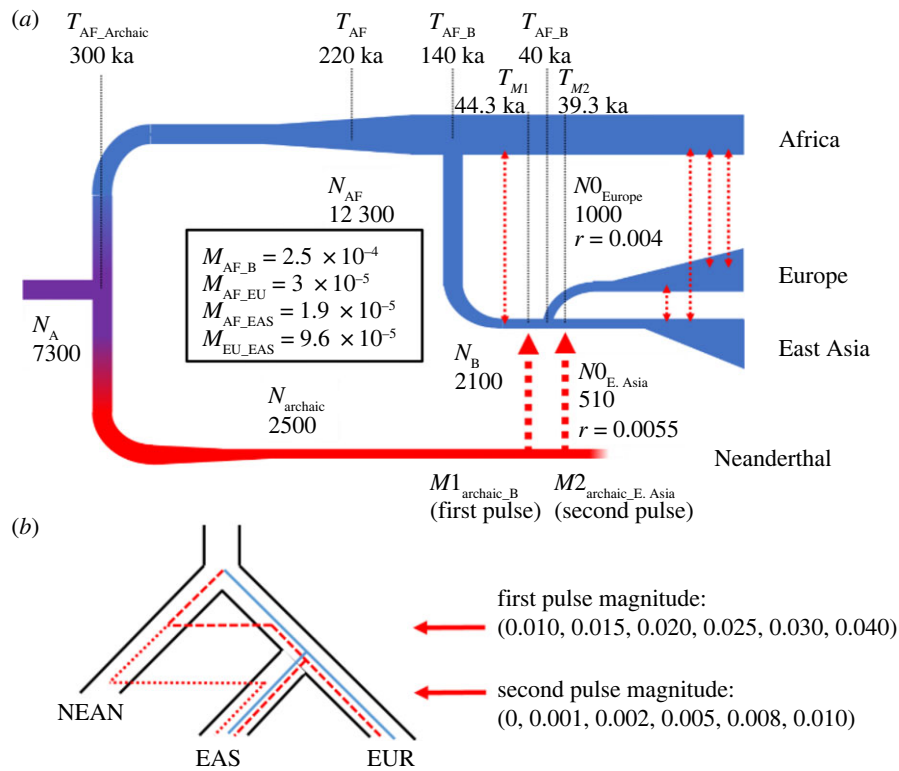 (a)
T_AF_Archaic
300 ka
T_AF
220 ka
T_AF_B
140 ka
T_AF_B
40 ka
T_M1
44.3 ka
T_M2
39.3 ka
Africa
N_AF
12 300
N0_Europe
1000
r = 0.004
M_AF_B = 2.5 × 10^–4
M_AF_EU = 3 × 10^–5
M_AF_EAS = 1.9 × 10^–5
M_EU_EAS = 9.6 × 10^–5
Europe
N_A
7300
N_B
2100
East Asia
N0_E. Asia
510
r = 0.0055
N_archaic
2500
Neanderthal
M1_archaic_B
(first pulse)
M2_archaic_E. Asia
(second pulse)
(b)
first pulse magnitude:
(0.010, 0.015, 0.020, 0.025, 0.030, 0.040)
second pulse magnitude:
(0, 0.001, 0.002, 0.005, 0.008, 0.010)
NEAN
EAS
EUR